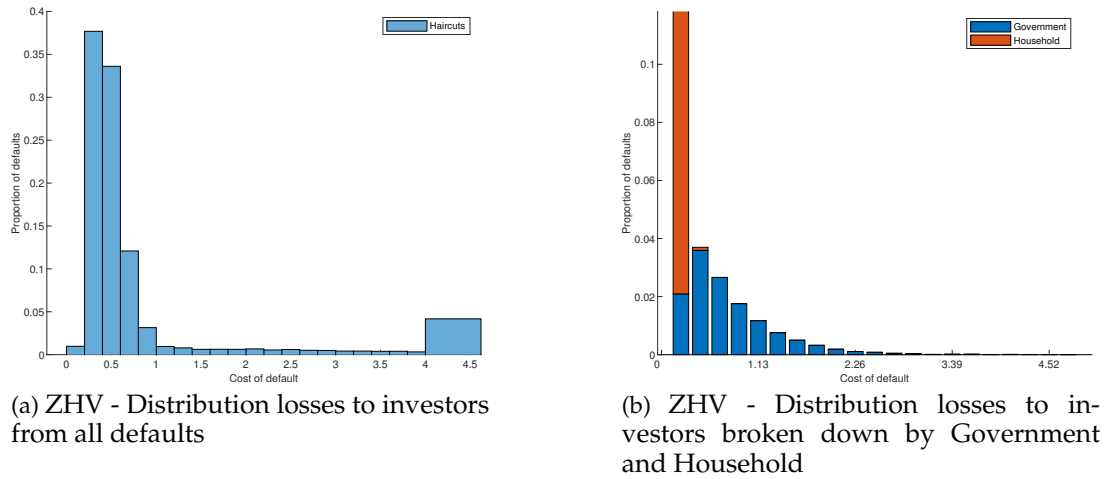 0.4
0.35
0.3
0.25
0.2
0.15
0.1
0.05
0
Proportion of defaults
Haircuts
0 0.5 1 1.5 2 2.5 3 3.5 4 4.5
Cost of default
(a) ZHV - Distribution losses to investors
from all defaults
0.1
0.08
0.06
0.04
0.02
0
Proportion of defaults
Government
Household
0 1.13 2.26 3.39 4.52
Cost of default
(b) ZHV - Distribution losses to in-
vestors broken down by Government
and Household